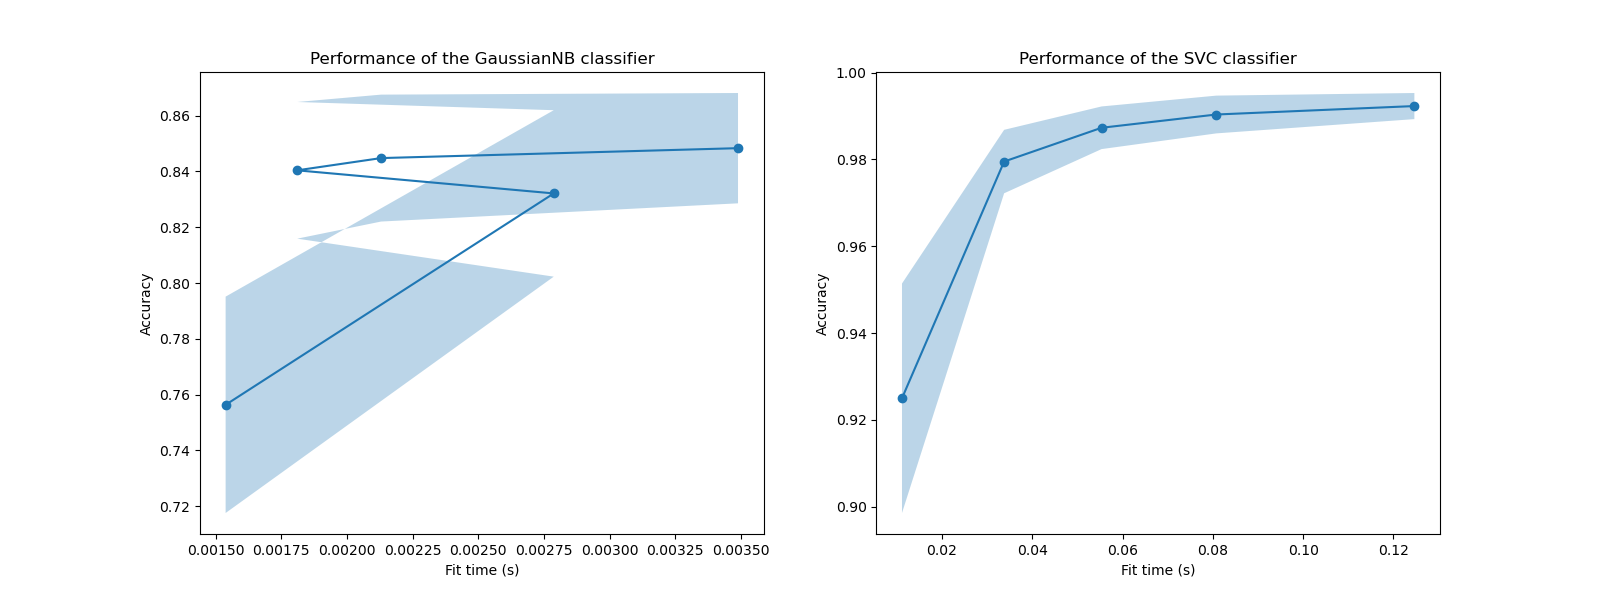 Performance of the GaussianNB classifier
Accuracy
0.86
0.84
0.82
0.80
0.78
0.76
0.74
0.72
0.00150 0.00175 0.00200 0.00225 0.00250 0.00275 0.00300 0.00325 0.00350
Fit time (s)
Performance of the SVC classifier
Accuracy
1.00
0.98
0.96
0.94
0.92
0.90
0.02 0.04 0.06 0.08 0.10 0.12
Fit time (s)